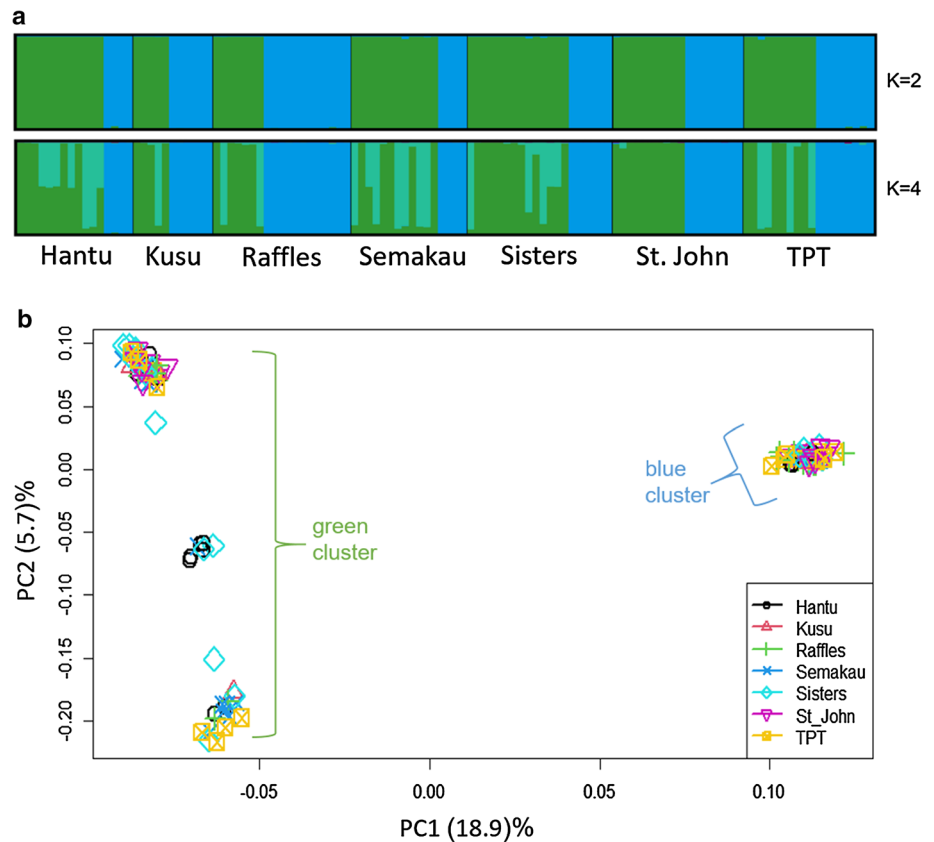 a
K=2
K=4
Hantu Kusu Raffles Semakau Sisters St. John TPT
b
0.10
0.05
0.00
-0.05
-0.10
-0.15
-0.20
PC2 (5.7)%
green
cluster
blue
cluster
Hantu
Kusu
Raffles
Semakau
Sisters
St_John
TPT
-0.05 0.00 0.05 0.10
PC1 (18.9)%